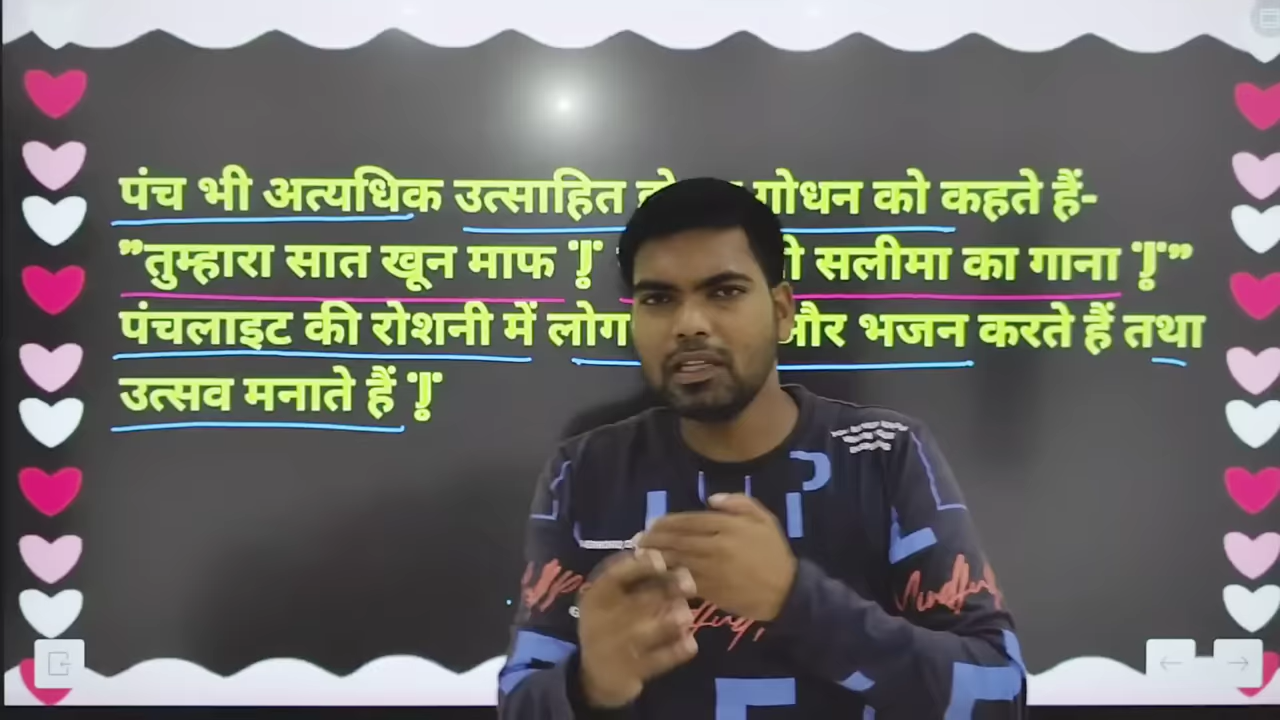 पंच भी अत्यधिक उत्साहित गोधन को कहते हैं-
”तुम्हारा सात खून माफ ! सलीमा का गाना !”
पंचलाइट की रोशनी में लोग और भजन करते हैं तथा
उत्सव मनाते हैं !